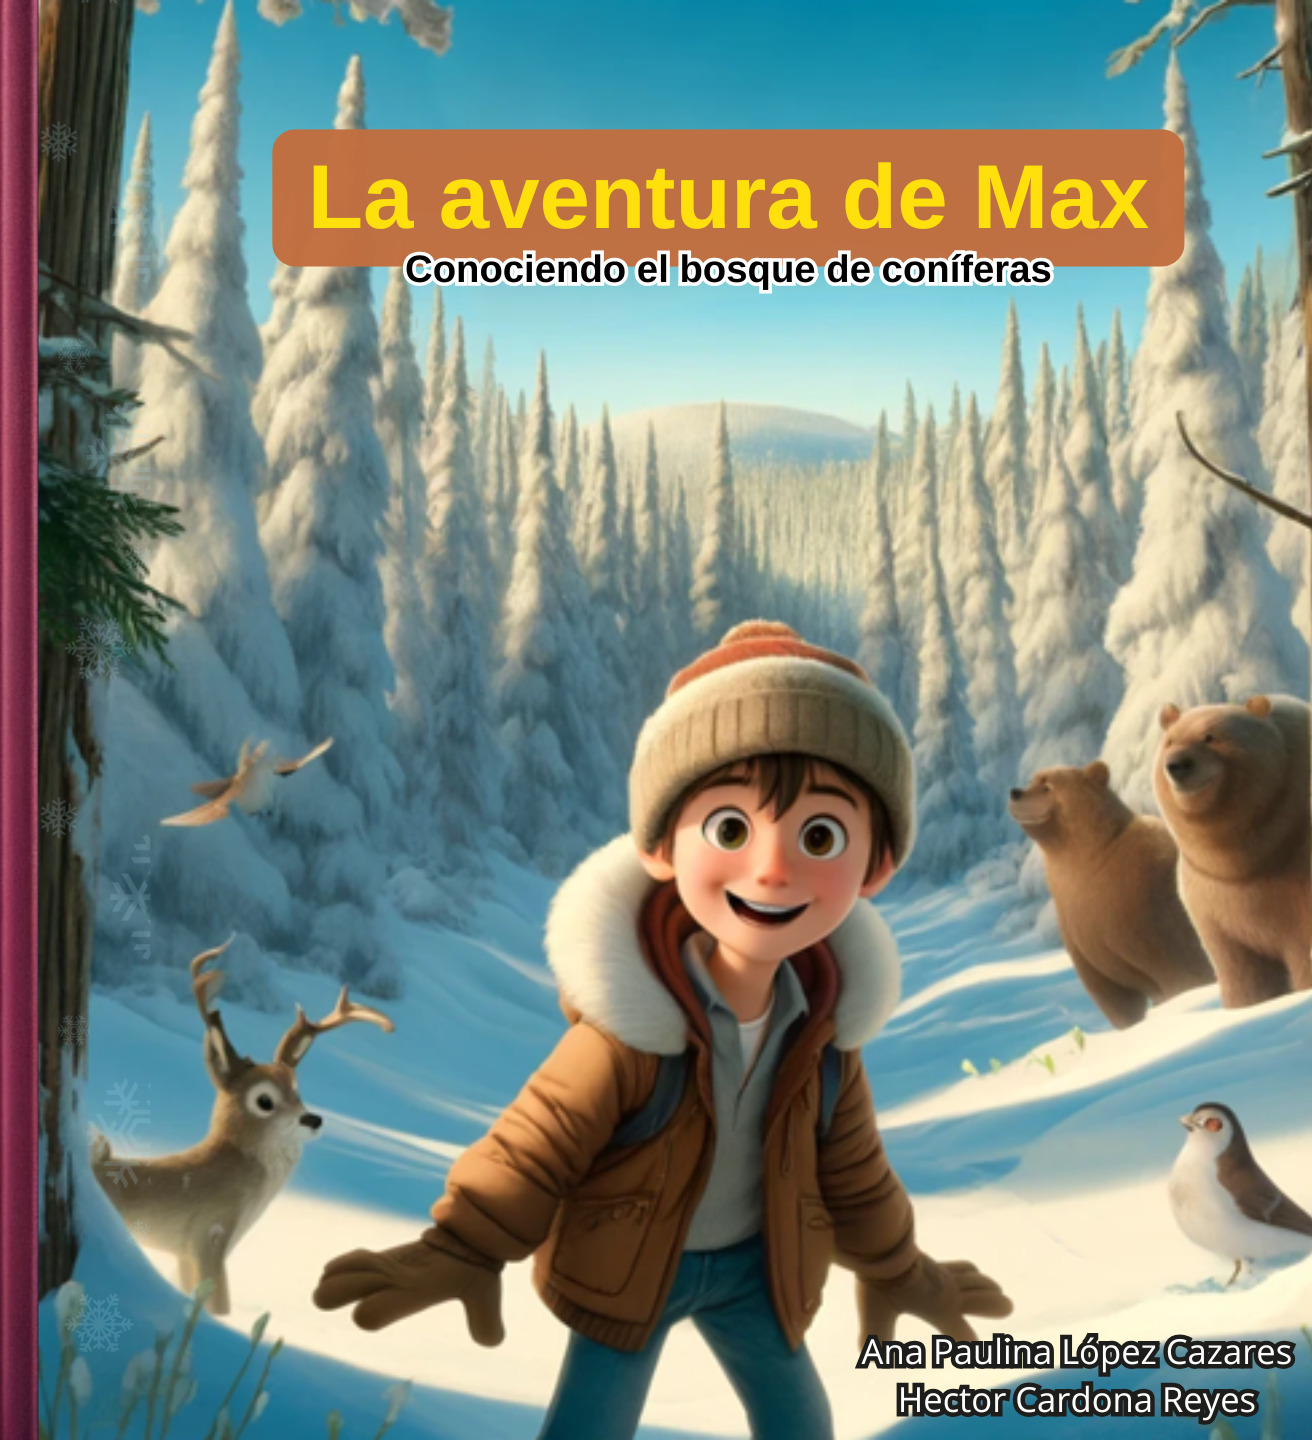 La aventura de Max
Conociendo el bosque de coníferas
Ana Paulina López Cazares
Hector Cardona Reyes